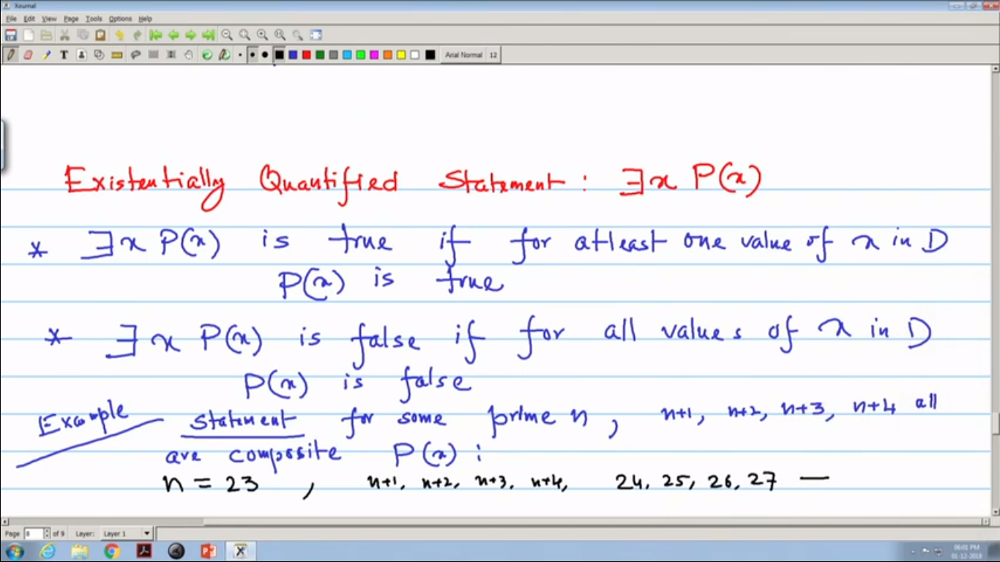 Xournal
File Edit View Page Tools Options Help
Arial Normal 12
Existentially Quantified Statement : ∃x P(x)
* ∃x P(x) is true if for atleast one value of x in D
P(x) is true
* ∃x P(x) is false if for all values of x in D
P(x) is false
Example Statement for some prime n, n+1, n+2, n+3, n+4 all
are composite P(x) :
n = 23 , n+1, n+2, n+3, n+4, 24, 25, 26, 27 —
Page 8 of 9 Layer: Layer 1
06:01 PM
01-12-2018